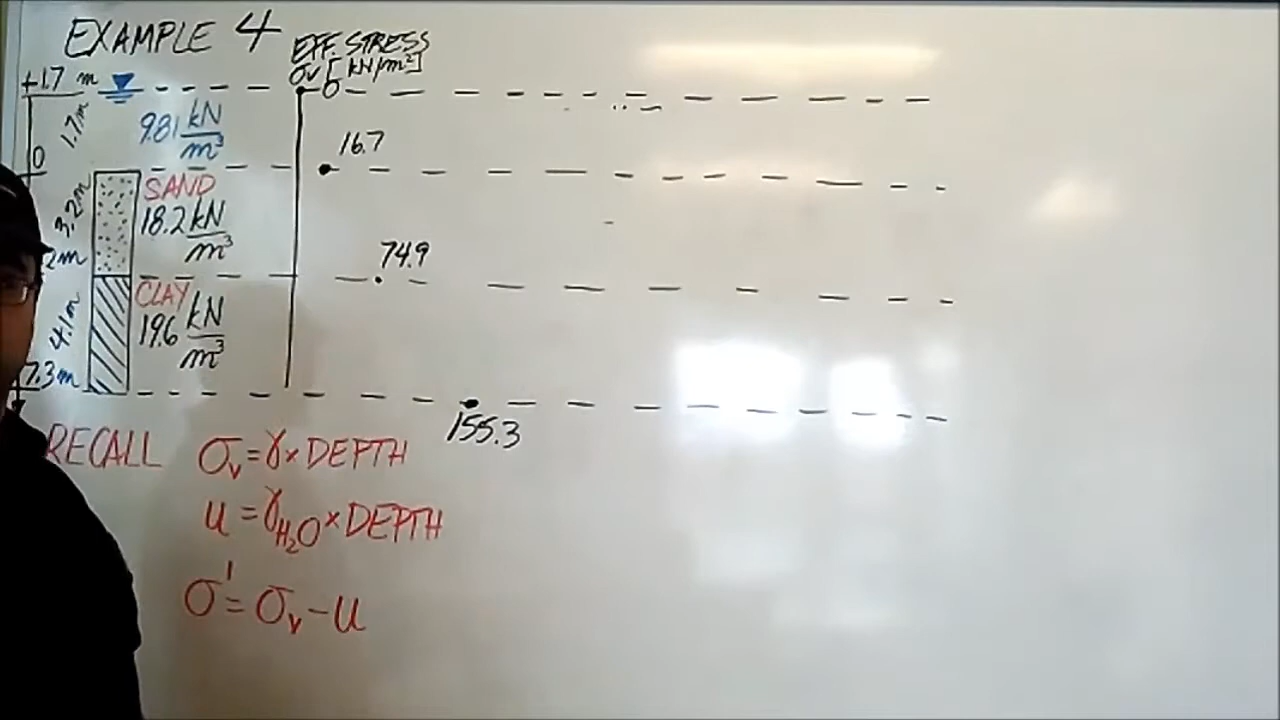 EXAMPLE 4
EFF. STRESS
σv [kN/m²]
+1.7 m
0
1.7m
9.81 kN/m³
0
16.7
3.2m
SAND
18.2 kN/m³
2m
74.9
4.1m
CLAY
19.6 kN/m³
7.3 m
155.3
RECALL σv = γ × DEPTH
u = γH₂O × DEPTH
σ' = σv - u